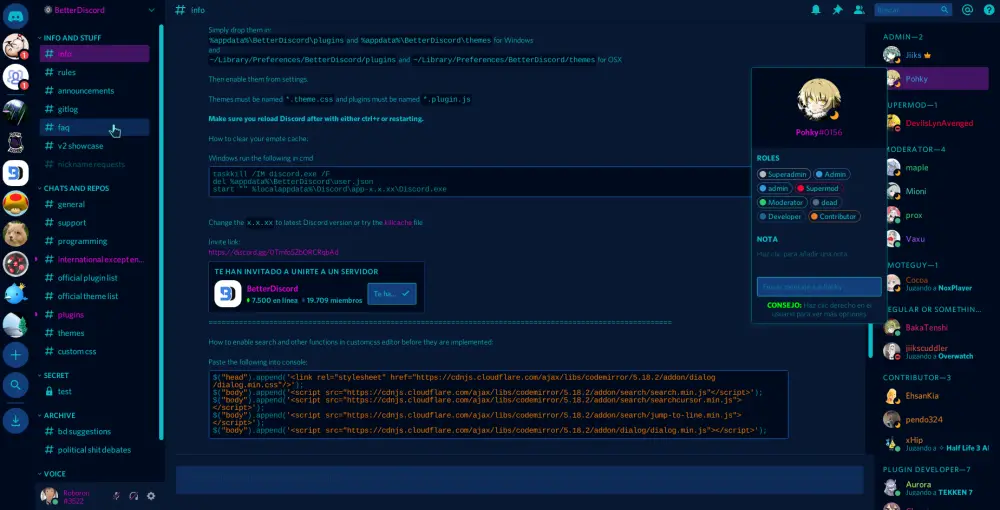 BetterDiscord
INFO AND STUFF
info
rules
announcements
gitlog
faq
v2 showcase
nickname requests
CHATS AND REPOS
general
support
programming
international except en...
official plugin list
official theme list
plugins
themes
custom css
SECRET
test
ARCHIVE
bd suggestions
political shit debates
VOICE
#3522
info
Simply drop them in:
%appdata%\BetterDiscord\plugins and %appdata%\BetterDiscord\themes for Windows
and
~/Library/Preferences/BetterDiscord/plugins and ~/Library/Preferences/BetterDiscord/themes for OSX
Then enable them from settings.
Themes must be named *.theme.css and plugins must be named *.plugin.js
Make sure you reload Discord after with either ctrl+r or restarting.
How to clear your emote cache:
Windows run the following in cmd
taskkill /IM discord.exe /F
del %appdata%\BetterDiscord\user.json
start "" %localappdata%\Discord\app-x.x.xx\Discord.exe
Change the x.x.xx to latest Discord version or try the killcache file
Invite link:
TE HAN INVITADO A UNIRTE A UN SERVIDOR
BetterDiscord
7.500 en línea 19.709 miembros
Te ha...
How to enable search and other functions in customcss editor before they are implemented
Paste the following into console:
$("head").append('<link rel="stylesheet" href="https://cdnjs.cloudflare.com/ajax/libs/codemirror/5.18.2/addon/dialog
/dialog.min.css"/>');
$("body").append('<script src="https://cdnjs.cloudflare.com/ajax/libs/codemirror/5.18.2/addon/search/search.min.js"></script>');
$("body").append('<script src="https://cdnjs.cloudflare.com/ajax/libs/codemirror/5.18.2/addon/search/searchcursor.min.js">
</script>');
$("body").append('<script src="https://cdnjs.cloudflare.com/ajax/libs/codemirror/5.18.2/addon/search/jump-to-line.min.js">
</script>');
$("body").append('<script src="https://cdnjs.cloudflare.com/ajax/libs/codemirror/5.18.2/addon/dialog/dialog.min.js"></script>');
Buscar
Pohky#0156
ROLES
Superadmin Admin
admin Supermod
Moderator dead
Developer Contributor
NOTA
Haz clic para añadir una nota
CONSEJO: Haz clic derecho en el
usuario para ver más opciones
ADMIN—2
Jiiks
Pohky
SUPERMOD—1
DevilsLynAvenged
MODERATOR—4
maple
Mioni
prox
Vaxu
EMOTEGUY—1
Cocoa
Jugando a NoxPlayer
REGULAR OR SOMETHIN...
BakaTenshi
jiikscuddler
Jugando a Overwatch
CONTRIBUTOR—3
EhsanKia
pendo324
xHip
Jugando a Half Life 3 Al
PLUGIN DEVELOPER—7
Aurora
Jugando a TEKKEN 7